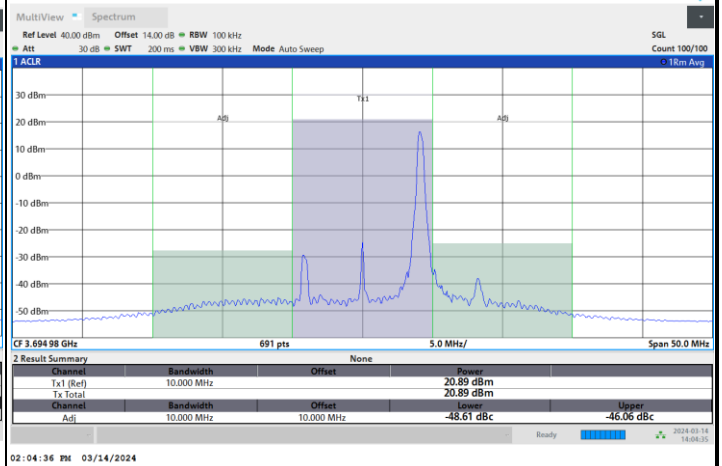 MultiView Spectrum
Ref Level 40.00 dBm Offset 14.00 dB RBW 100 kHz SGL
Att 30 dB SWT 200 ms VBW 300 kHz Mode Auto Sweep Count 100/100
1 ACLR 1Rm Avg
30 dBm
Tx1
20 dBm
Adj Adj
10 dBm
0 dBm
-10 dBm
-20 dBm
-30 dBm
-40 dBm
-50 dBm
CF 3.694 98 GHz 691 pts 5.0 MHz/ Span 50.0 MHz
2 Result Summary None
Channel Bandwidth Offset Power
Tx1 (Ref) 10.000 MHz 20.89 dBm
Tx Total 20.89 dBm
Channel Bandwidth Offset Lower Upper
Adj 10.000 MHz 10.000 MHz -48.61 dBc -46.06 dBc
Ready 2024-03-14
14:04:35
02:04:36 PM 03/14/2024